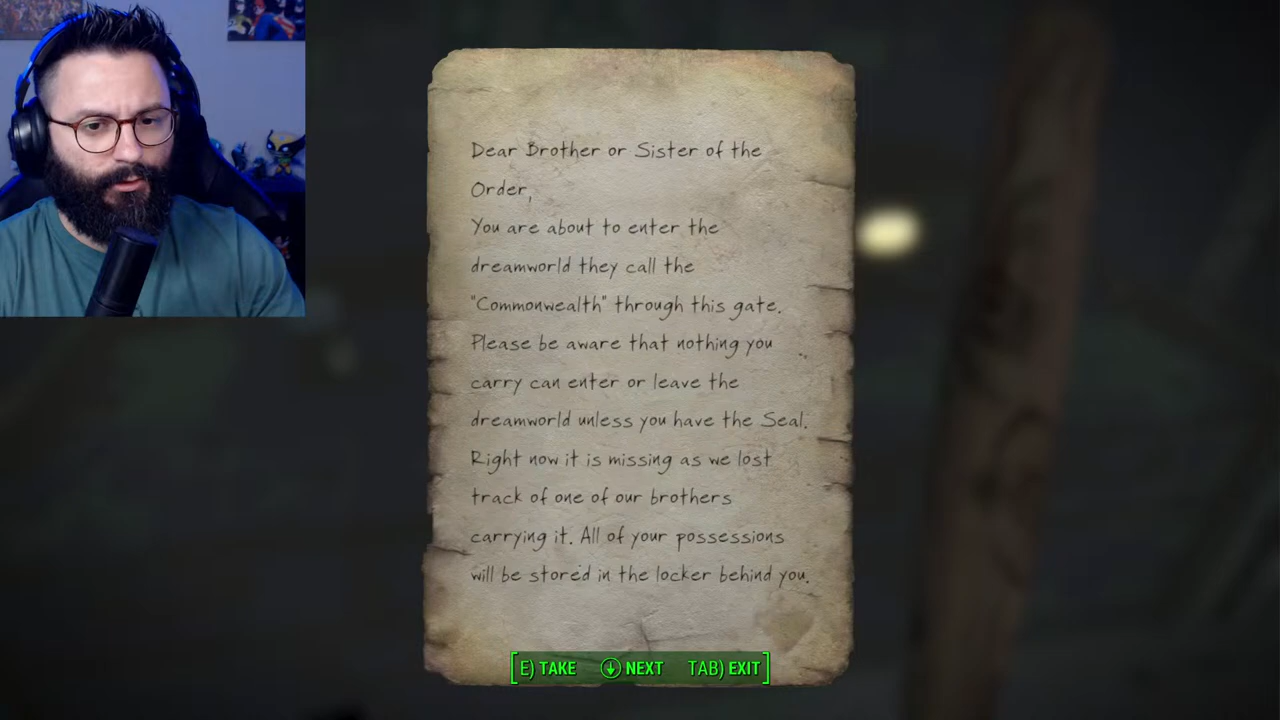 Dear Brother or Sister of the
Order,
You are about to enter the
dreamworld they call the
"Commonwealth" through this gate.
Please be aware that nothing you
carry can enter or leave the
dreamworld unless you have the Seal.
Right now it is missing as we lost
track of one of our brothers
carrying it. All of your possessions
will be stored in the locker behind you.
E) TAKE NEXT TAB) EXIT